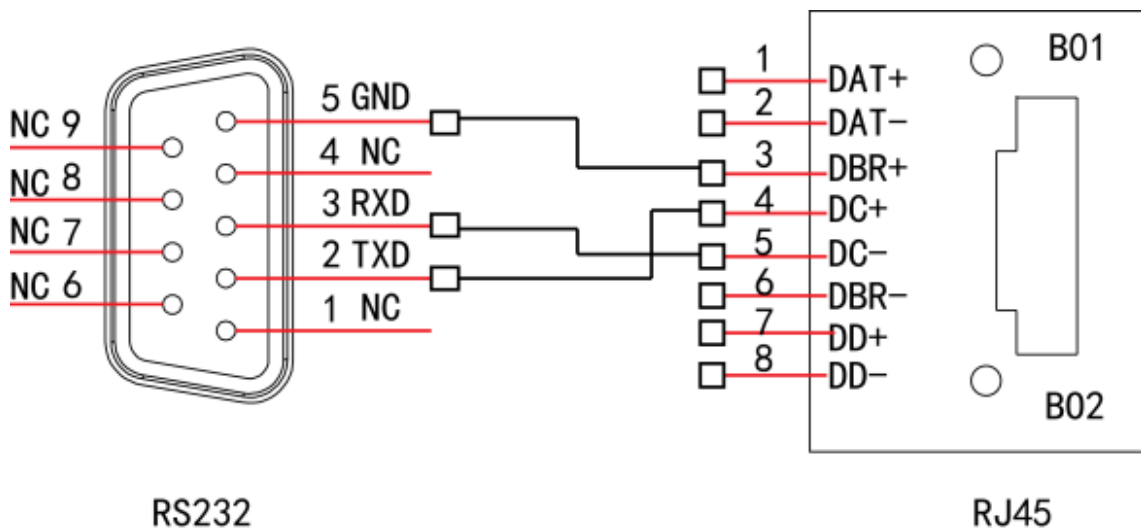 NC 9
NC 8
NC 7
NC 6
5 GND
4 NC
3 RXD
2 TXD
1 NC
RS232
1 DAT+
2 DAT-
3 DBR+
4 DC+
5 DC-
6 DBR-
7 DD+
8 DD-
B01
B02
RJ45